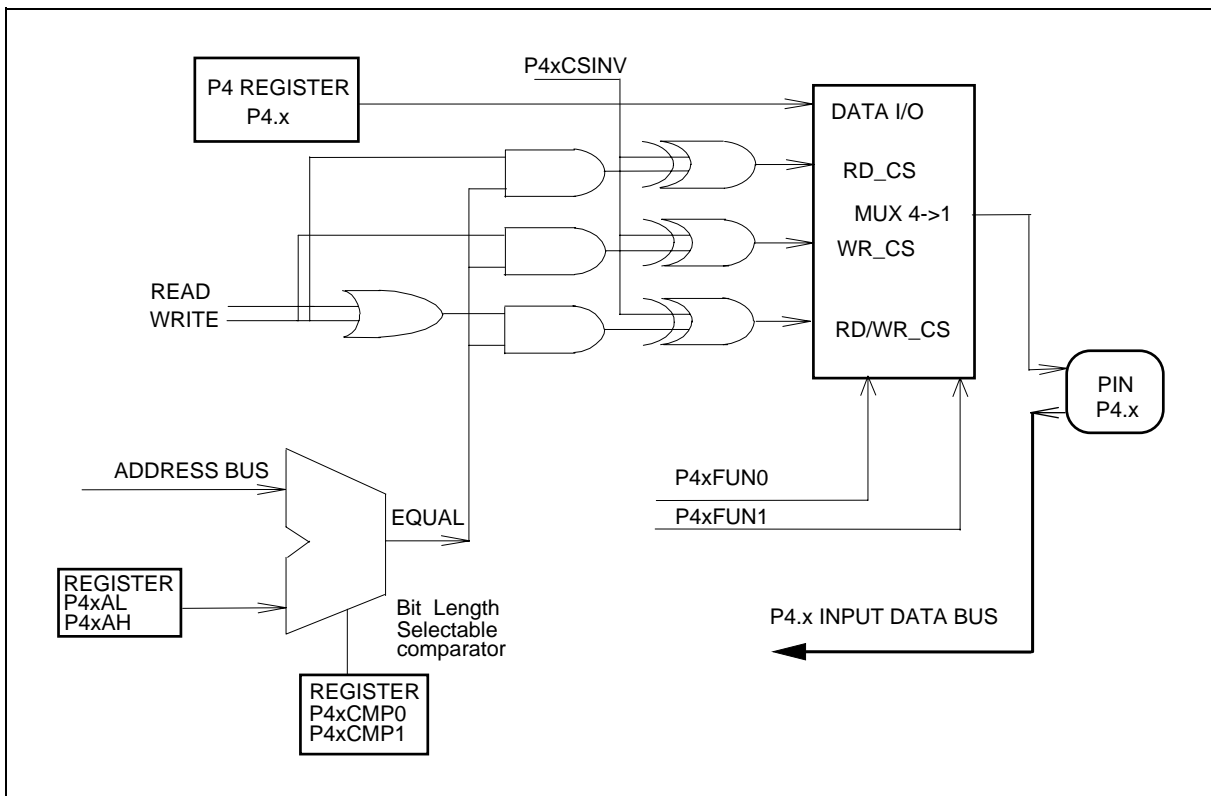 P4xCSINV
P4 REGISTER
P4.x
DATA I/O
RD_CS
MUX 4->1
WR_CS
READ
WRITE
RD/WR_CS
PIN
P4.x
ADDRESS BUS
P4xFUN0
EQUAL
P4xFUN1
REGISTER
P4xAL
P4xAH
Bit Length
Selectable
comparator
P4.x INPUT DATA BUS
REGISTER
P4xCMP0
P4xCMP1